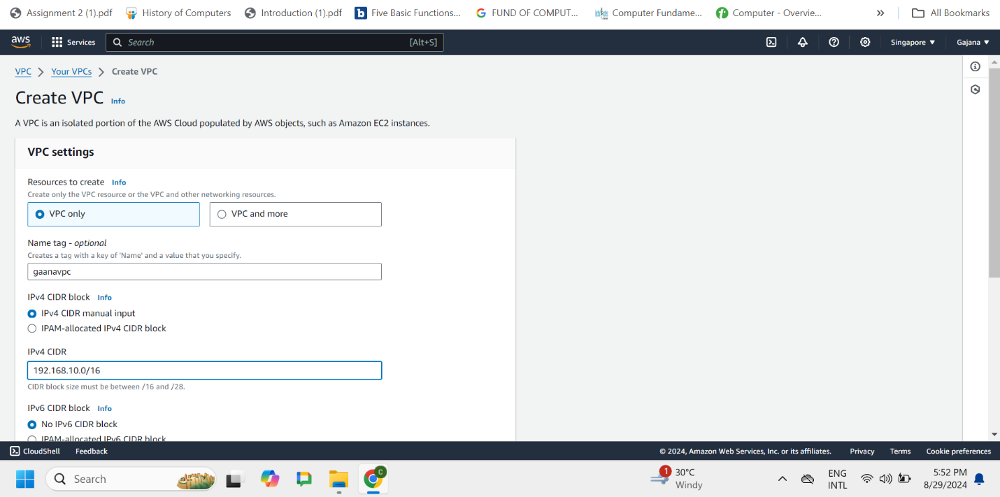 Assignment 2 (1).pdf
History of Computers
Introduction (1).pdf
b
Five Basic Functions...
G
FUND OF COMPUT...
Computer Fundame...
Computer - Overvie...
»
All Bookmarks
aws
Services
Search
[Alt+S]
Singapore ▼
Gajana ▼
VPC > Your VPCs > Create VPC
Create VPC Info
A VPC is an isolated portion of the AWS Cloud populated by AWS objects, such as Amazon EC2 instances.
VPC settings
Resources to create Info
Create only the VPC resource or the VPC and other networking resources.
VPC only
VPC and more
Name tag - optional
Creates a tag with a key of 'Name' and a value that you specify.
gaanavpc
IPv4 CIDR block Info
IPv4 CIDR manual input
IPAM-allocated IPv4 CIDR block
IPv4 CIDR
192.168.10.0/16
CIDR block size must be between /16 and /28.
IPv6 CIDR block Info
No IPv6 CIDR block
IPAM-allocated IPv6 CIDR block
CloudShell
Feedback
© 2024, Amazon Web Services, Inc. or its affiliates.
Privacy
Terms
Cookie preferences
Search
C
1
30°C
Windy
ENG
INTL
5:52 PM
8/29/2024